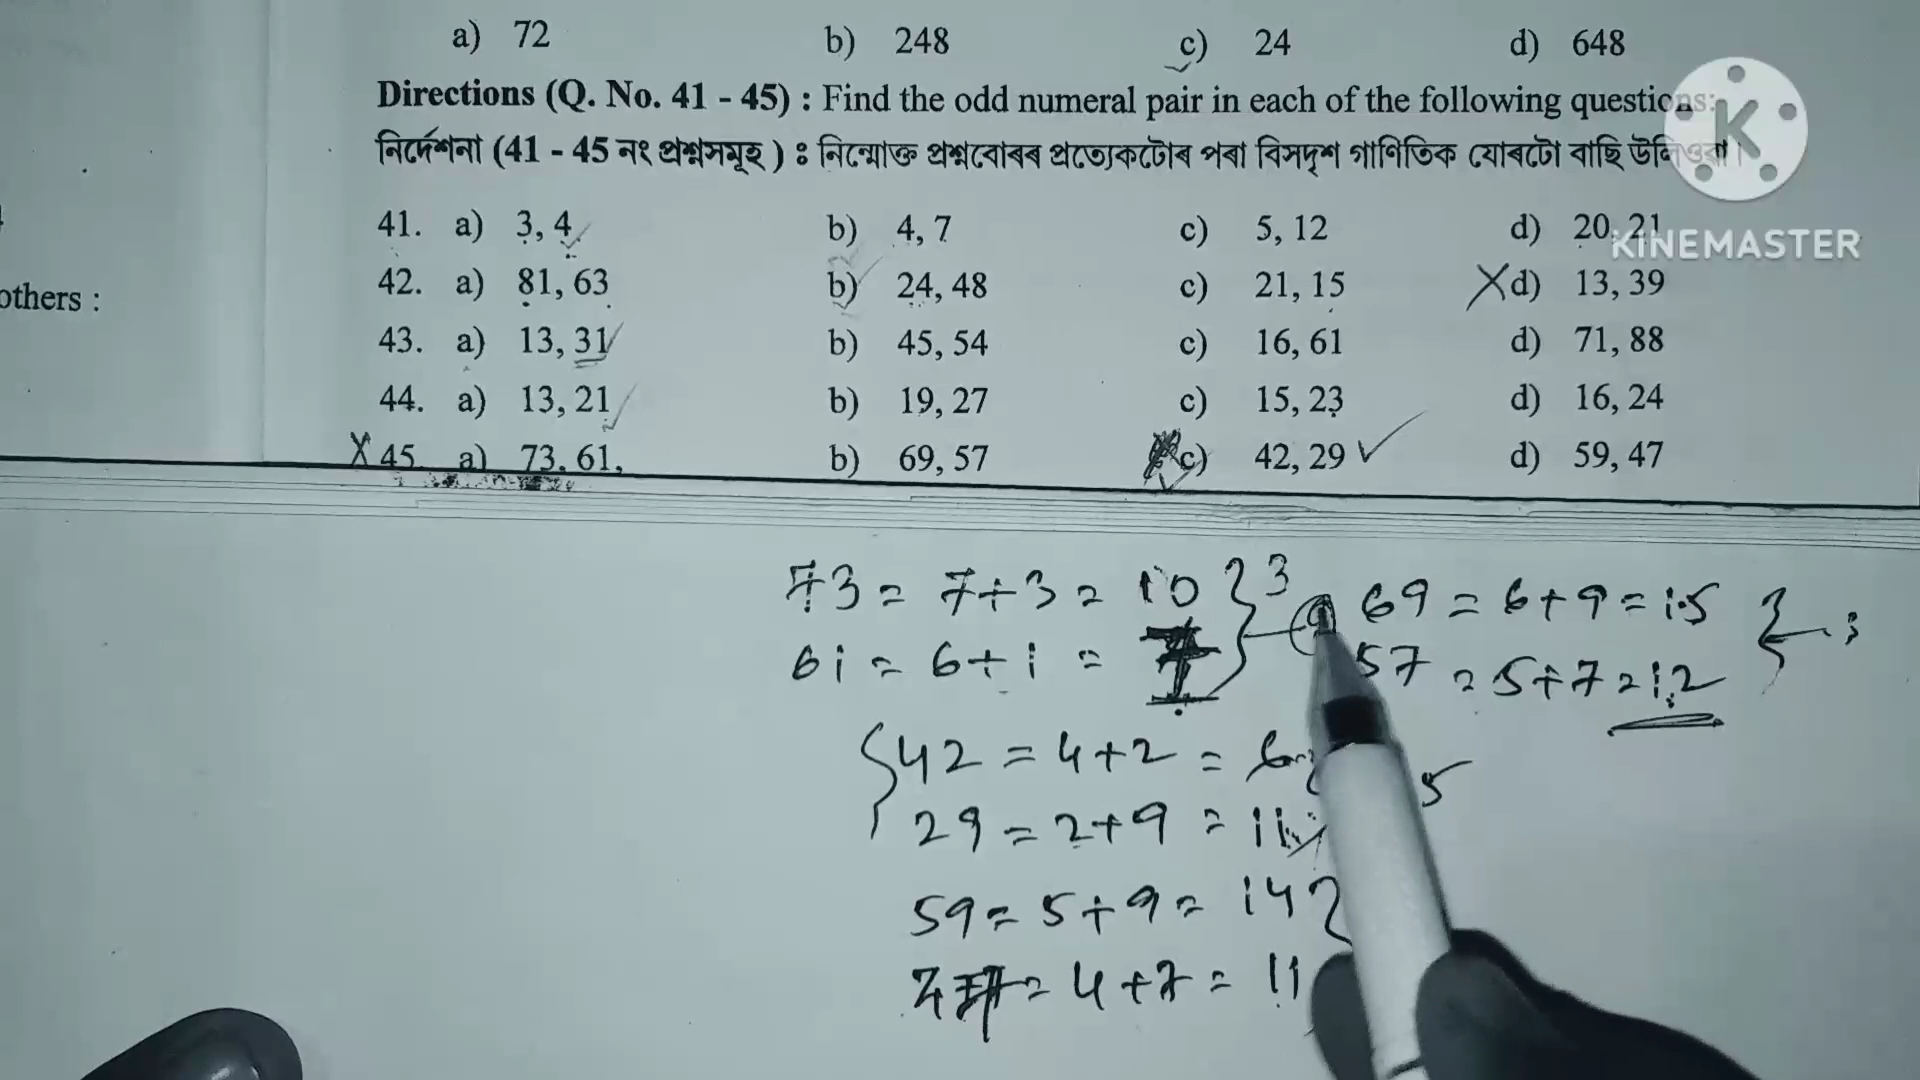 a) 72 b) 248 c) 24 d) 648
Directions (Q. No. 41 - 45) : Find the odd numeral pair in each of the following questions:
নিৰ্দেশনা (41 - 45 নং প্ৰশ্নসমূহ ) : নিম্নোক্ত প্ৰশ্নবোৰৰ প্ৰত্যেকটোৰ পৰা বিসদৃশ গাণিতিক যোৰটো বাছি
K
KINEMASTER
41. a) 3, 4 b) 4, 7 c) 5, 12 d) 20, 21
others :
42. a) 81, 63 b) 24, 48 c) 21, 15 d) 13, 39
43. a) 13, 31 b) 45, 54 c) 16, 61 d) 71, 88
44. a) 13, 21 b) 19, 27 c) 15, 23 d) 16, 24
45. a) 73, 61, b) 69, 57 c) 42, 29 d) 59, 47
73 = 7+3 = 10 } 3
61 = 6+1 = 7
69 = 6+9 = 15
57 = 5+7 = 12
42 = 4+2 = 6
5
29 = 2+9 = 11
59 = 5+9 = 14
47 = 4+7 = 11